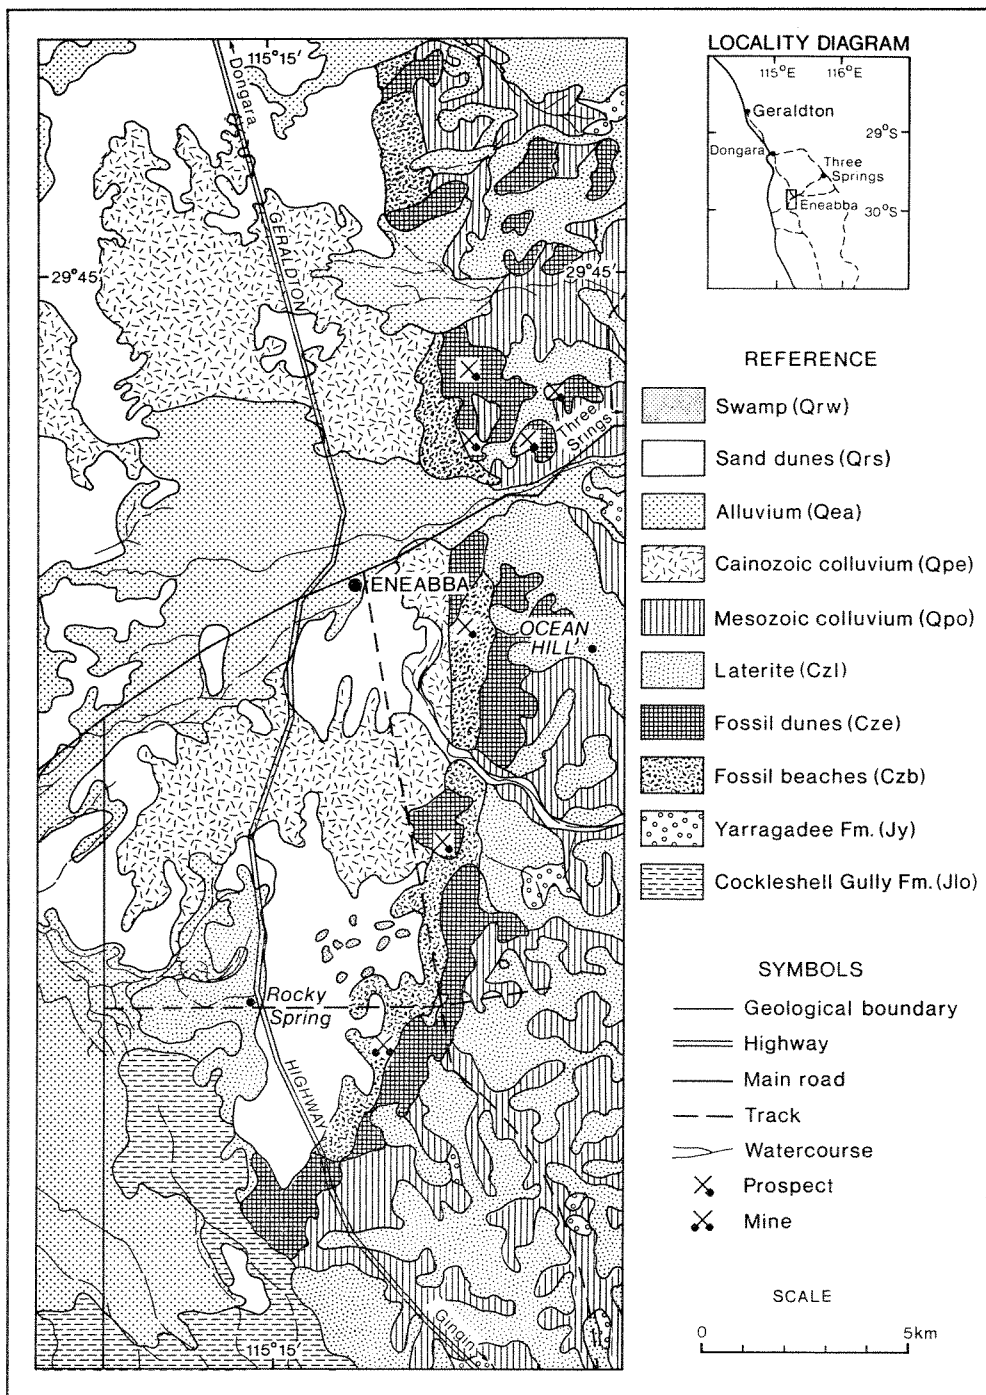 115°15′
Dongara
GERALDTON
29°45′
29°45′
Three
Srings
ENEABBA
OCEAN
HILL
Rocky
Spring
HIGHWAY
Gingin
115°15′
LOCALITY DIAGRAM
115°E 116°E
Geraldton
29°S
Dongara
Three
Springs
Eneabba
30°S
REFERENCE
Swamp (Qrw)
Sand dunes (Qrs)
Alluvium (Qea)
Cainozoic colluvium (Qpe)
Mesozoic colluvium (Qpo)
Laterite (Czl)
Fossil dunes (Cze)
Fossil beaches (Czb)
Yarragadee Fm. (Jy)
Cockleshell Gully Fm. (Jlo)
SYMBOLS
Geological boundary
Highway
Main road
Track
Watercourse
Prospect
Mine
SCALE
0 5km